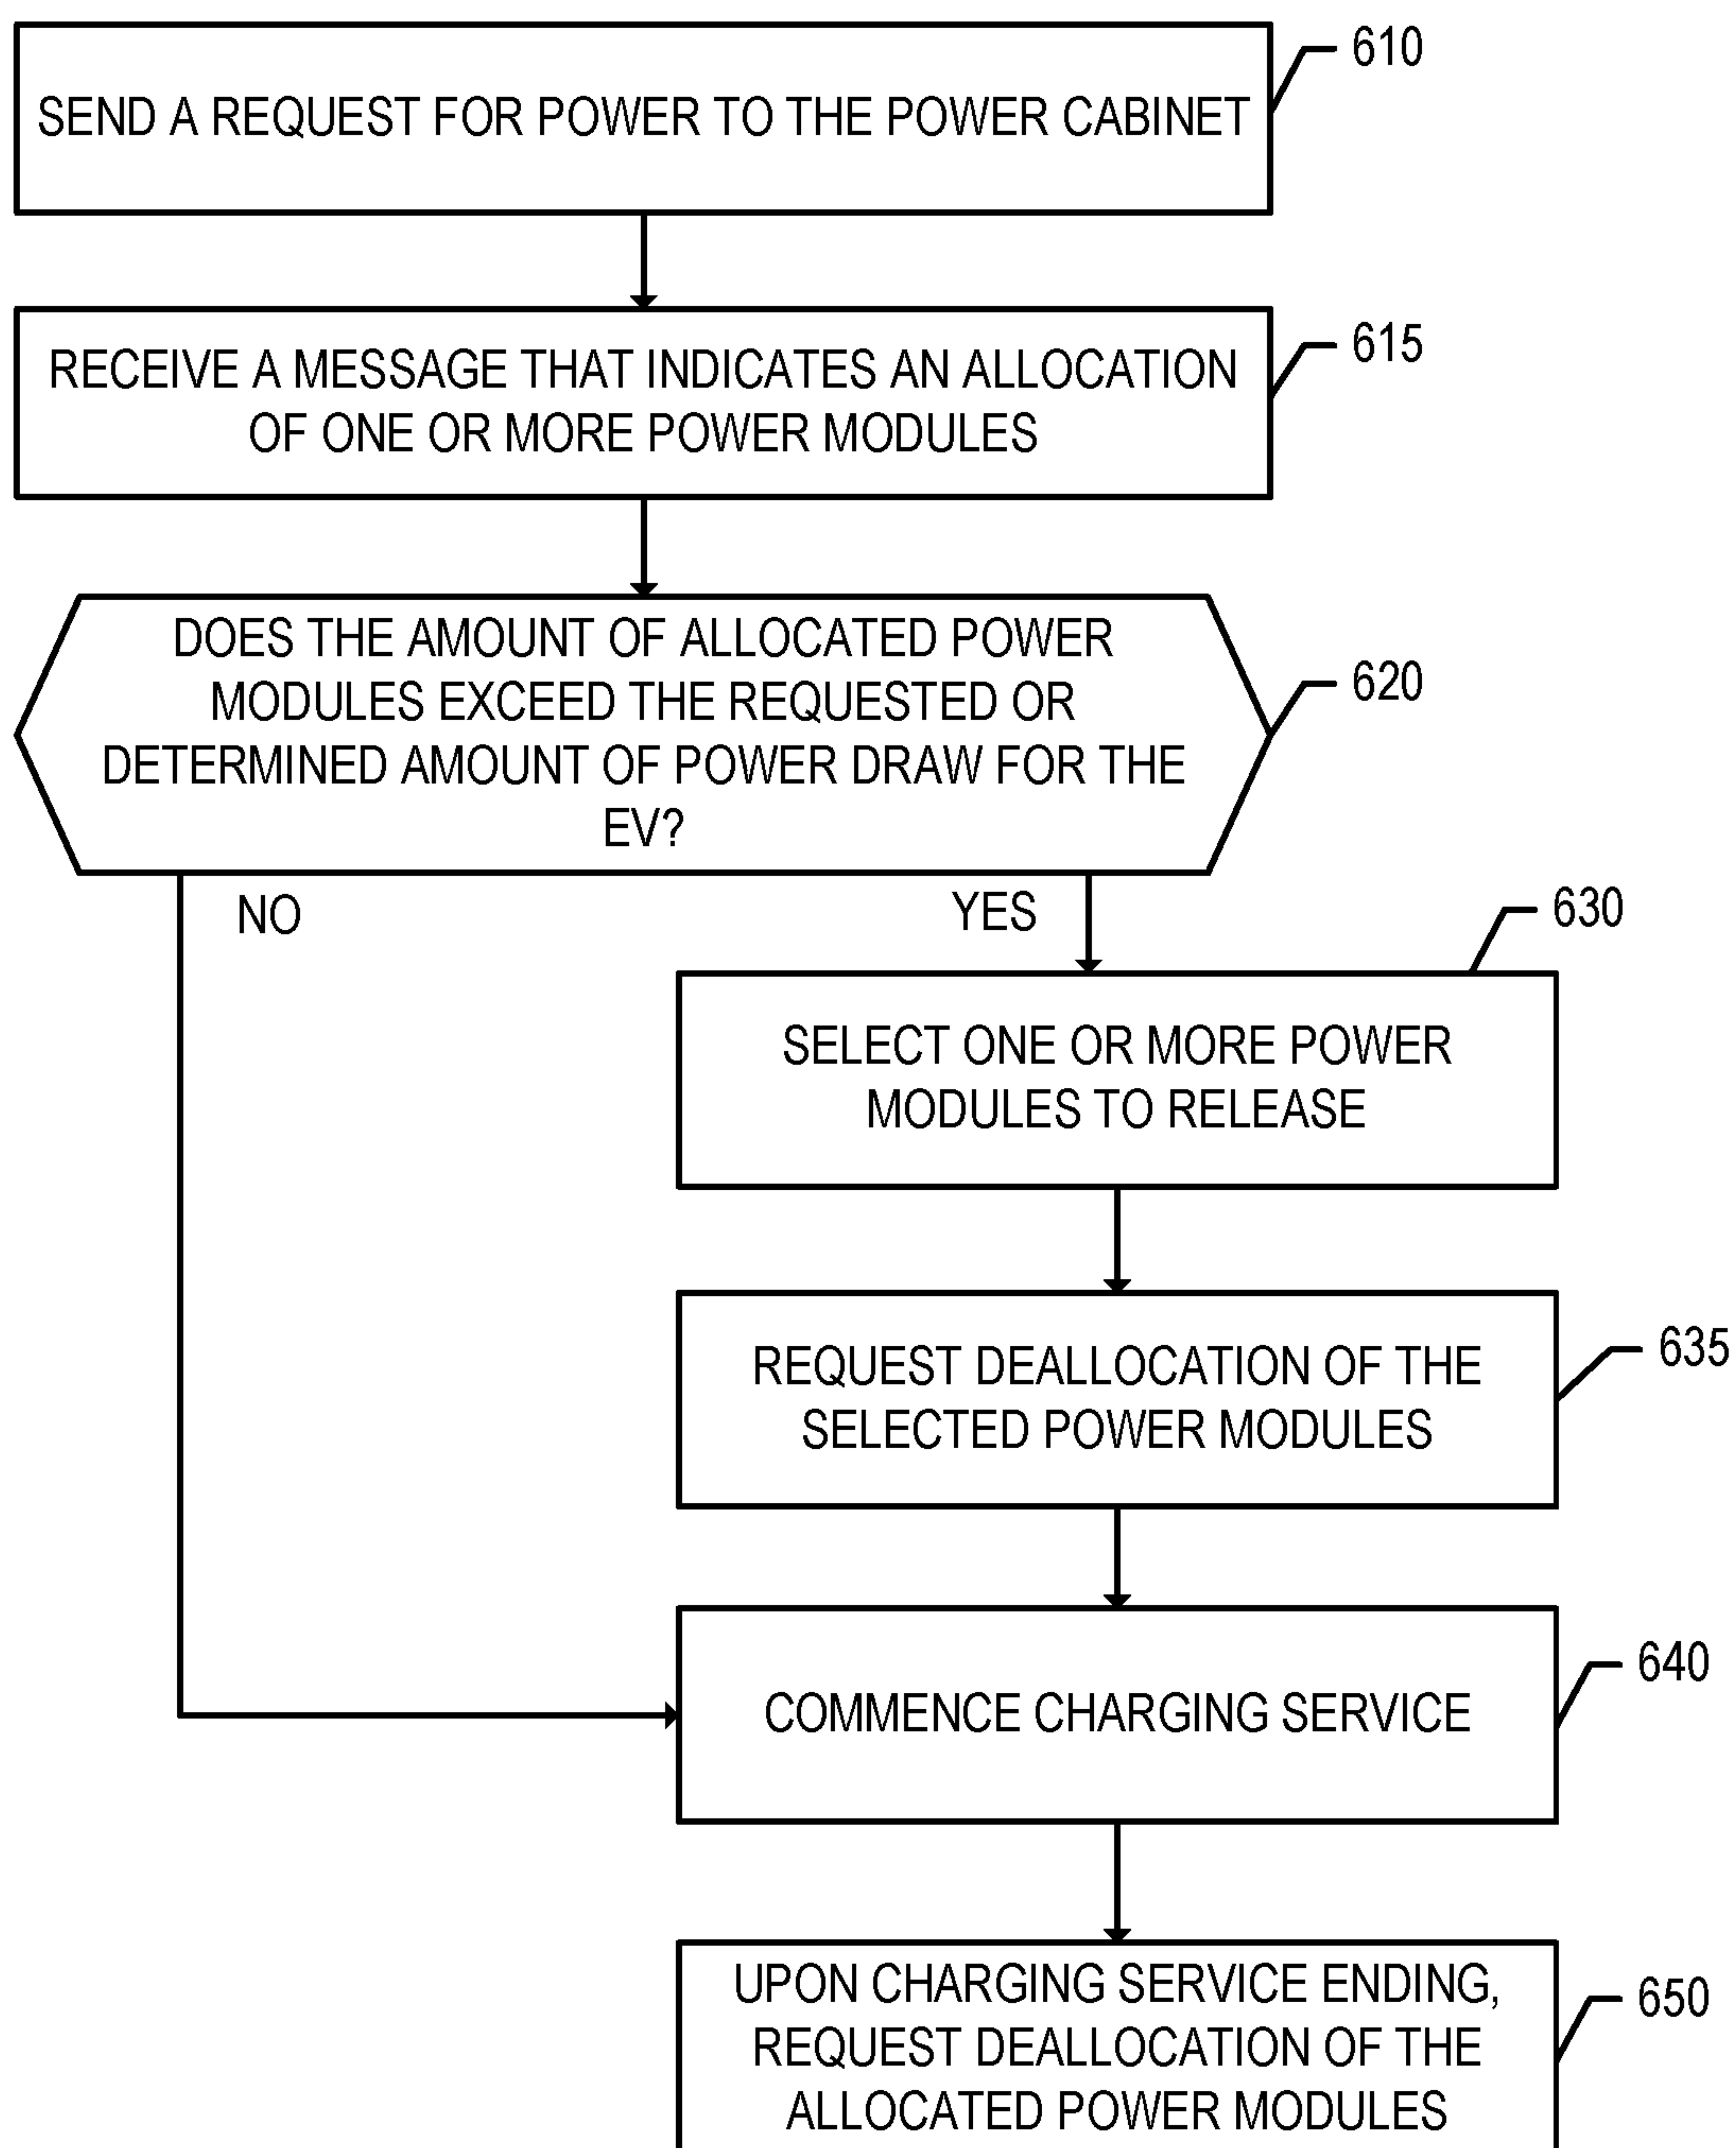 SEND A REQUEST FOR POWER TO THE POWER CABINET
610
RECEIVE A MESSAGE THAT INDICATES AN ALLOCATION
OF ONE OR MORE POWER MODULES
615
DOES THE AMOUNT OF ALLOCATED POWER
MODULES EXCEED THE REQUESTED OR
DETERMINED AMOUNT OF POWER DRAW FOR THE
EV?
620
NO
YES
630
SELECT ONE OR MORE POWER
MODULES TO RELEASE
REQUEST DEALLOCATION OF THE
SELECTED POWER MODULES
635
COMMENCE CHARGING SERVICE
640
UPON CHARGING SERVICE ENDING,
REQUEST DEALLOCATION OF THE
ALLOCATED POWER MODULES
650